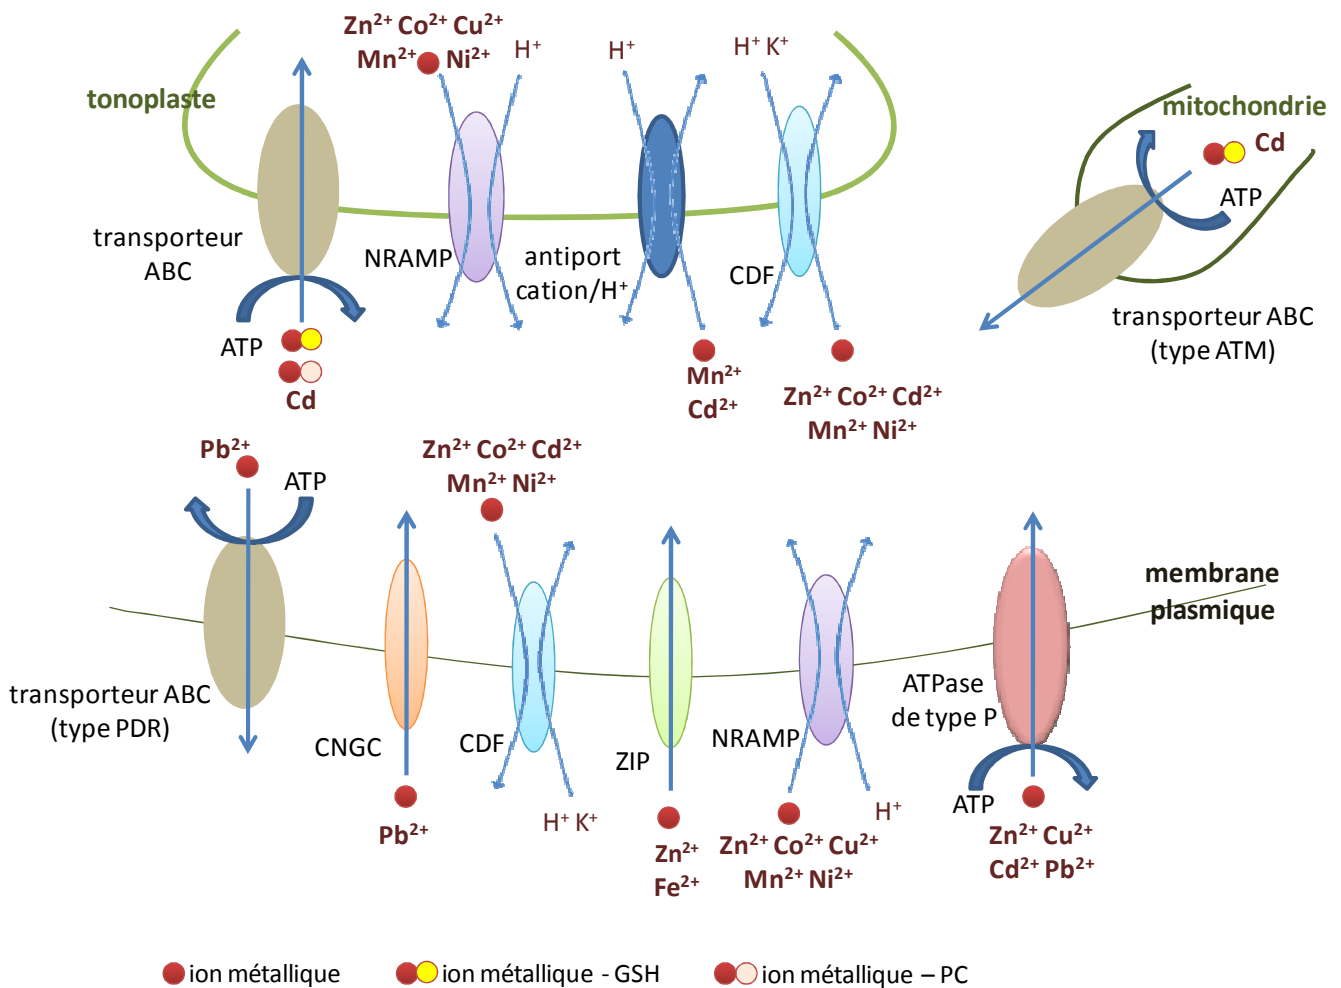 Zn²⁺ Co²⁺ Cu²⁺
Mn²⁺ Ni²⁺
H⁺
H⁺
H⁺ K⁺
tonoplaste
mitochondrie
Cd
ATP
transporteur
ABC
NRAMP
antiport
cation/H⁺
CDF
transporteur ABC
(type ATM)
ATP
Cd
Mn²⁺
Cd²⁺
Zn²⁺ Co²⁺ Cd²⁺
Mn²⁺ Ni²⁺
Pb²⁺
ATP
Zn²⁺ Co²⁺ Cd²⁺
Mn²⁺ Ni²⁺
membrane
plasmique
transporteur ABC
(type PDR)
CNGC
CDF
ZIP
NRAMP
ATPase
de type P
Pb²⁺
H⁺ K⁺
Zn²⁺
Fe²⁺
H⁺
Zn²⁺ Co²⁺ Cu²⁺
Mn²⁺ Ni²⁺
ATP
Zn²⁺ Cu²⁺
Cd²⁺ Pb²⁺
ion métallique
ion métallique - GSH
ion métallique – PC